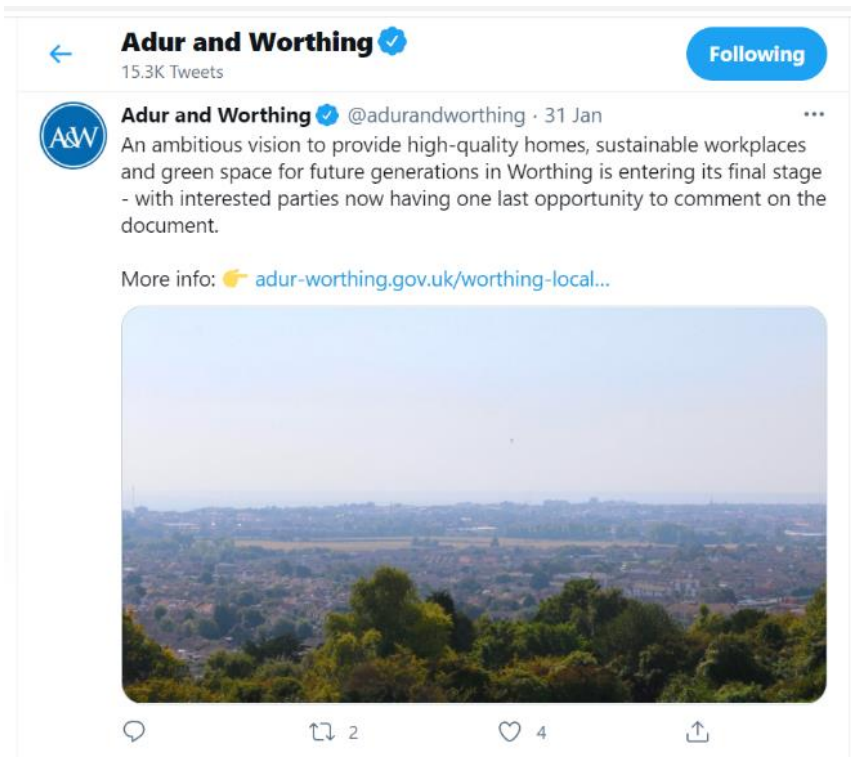 Adur and Worthing
Following
15.3K Tweets
A&W
Adur and Worthing @adurandworthing · 31 Jan
An ambitious vision to provide high-quality homes, sustainable workplaces
and green space for future generations in Worthing is entering its final stage
- with interested parties now having one last opportunity to comment on the
document.
More info: 👉 adur-worthing.gov.uk/worthing-local...
2
4